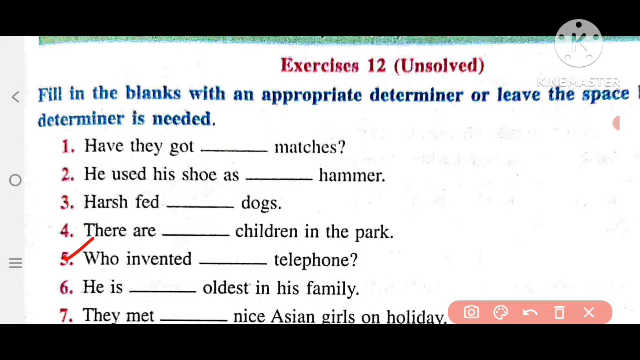 KINEMASTER
Exercises 12 (Unsolved)
Fill in the blanks with an appropriate determiner or leave the space
determiner is needed.
1. Have they got ________ matches?
2. He used his shoe as ________ hammer.
3. Harsh fed ________ dogs.
4. There are ________ children in the park.
5. Who invented ________ telephone?
6. He is ________ oldest in his family.
7. They met ________ nice Asian girls on holiday.